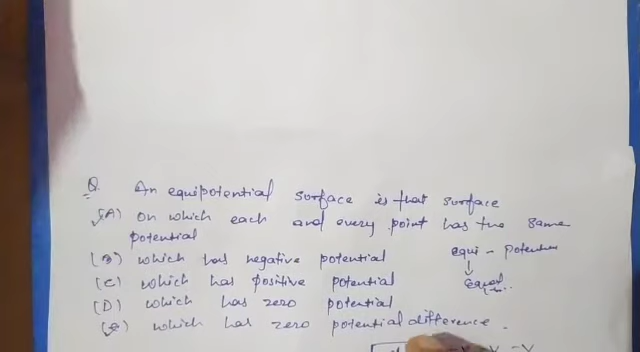 Q. An equipotential surface is that surface
(A) on which each and every point has the same
potential
(B) which has negative potential
equi - potential
(C) which has positive potential
equal
(D) which has zero potential
(E) which has zero potential difference.